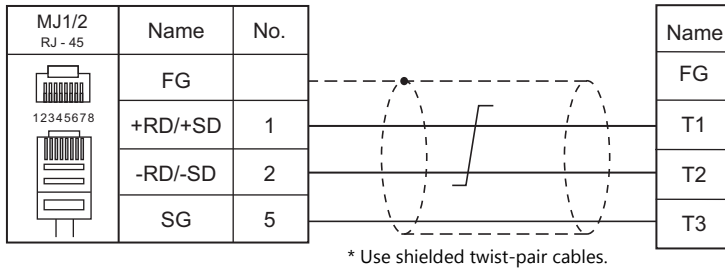 MJ1/2
RJ - 45
Name
No.
Name
FG
FG
12345678
+RD/+SD
1
T1
-RD/-SD
2
T2
SG
5
T3
* Use shielded twist-pair cables.